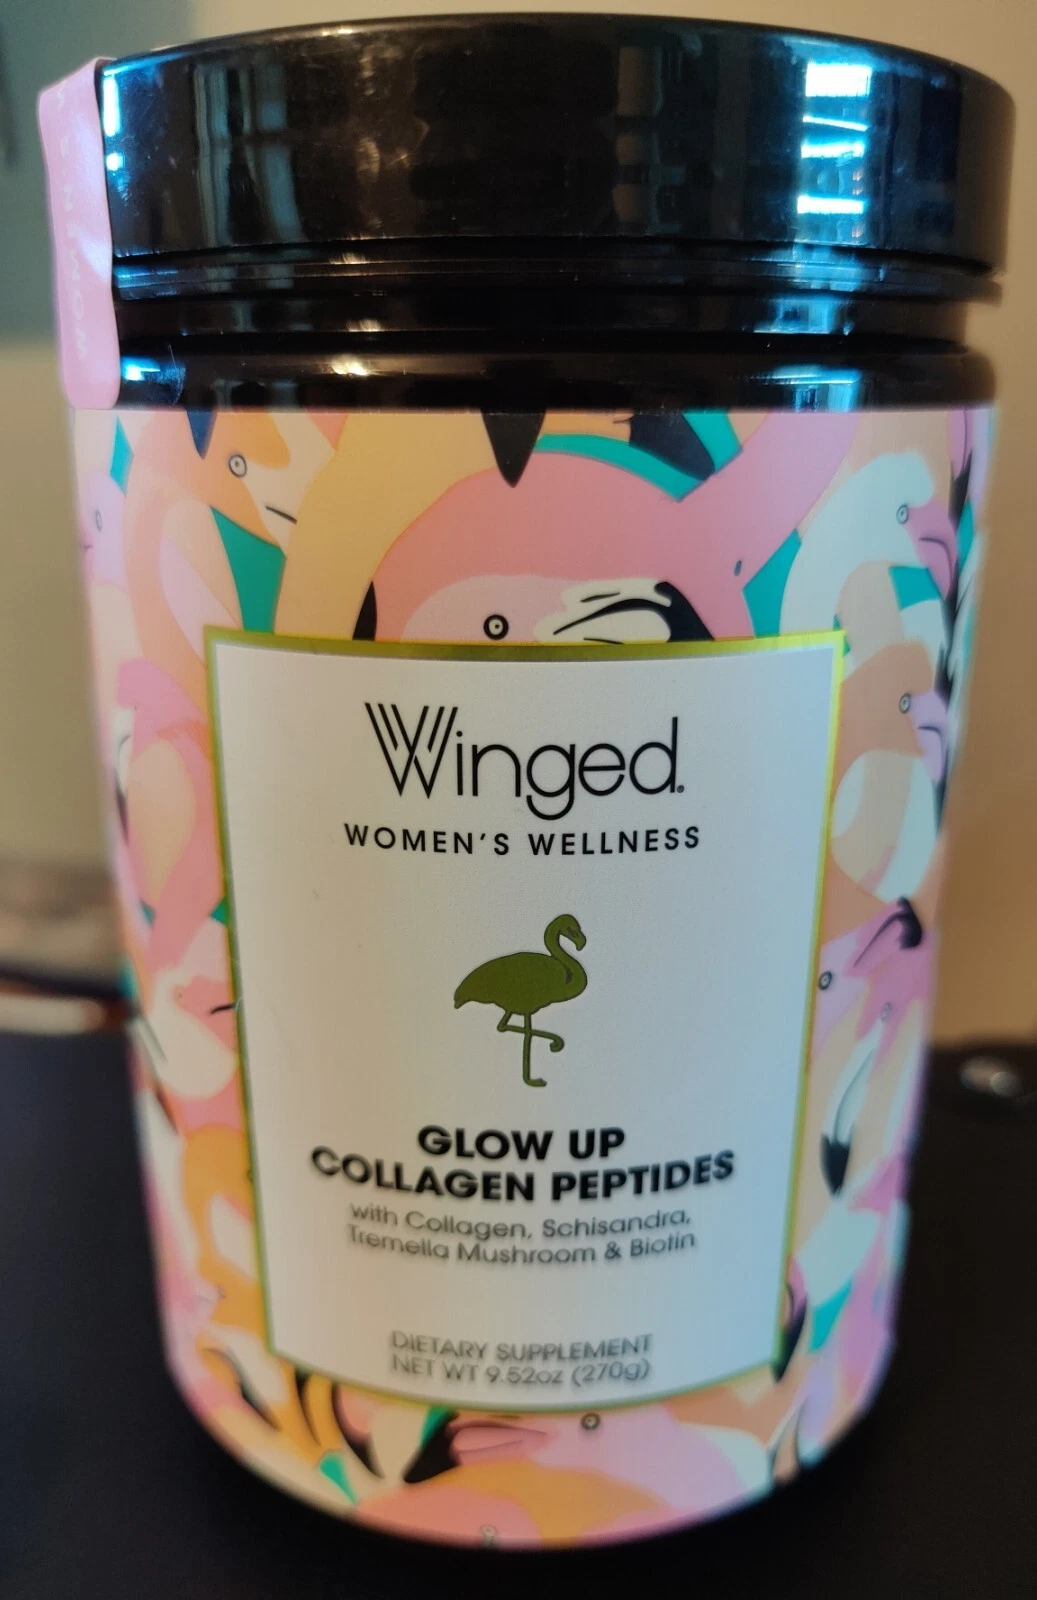 Winged®
WOMEN'S WELLNESS
GLOW UP
COLLAGEN PEPTIDES
with Collagen, Schisandra,
Tremella Mushroom & Biotin
DIETARY SUPPLEMENT
NET WT 9.52oz (270g)